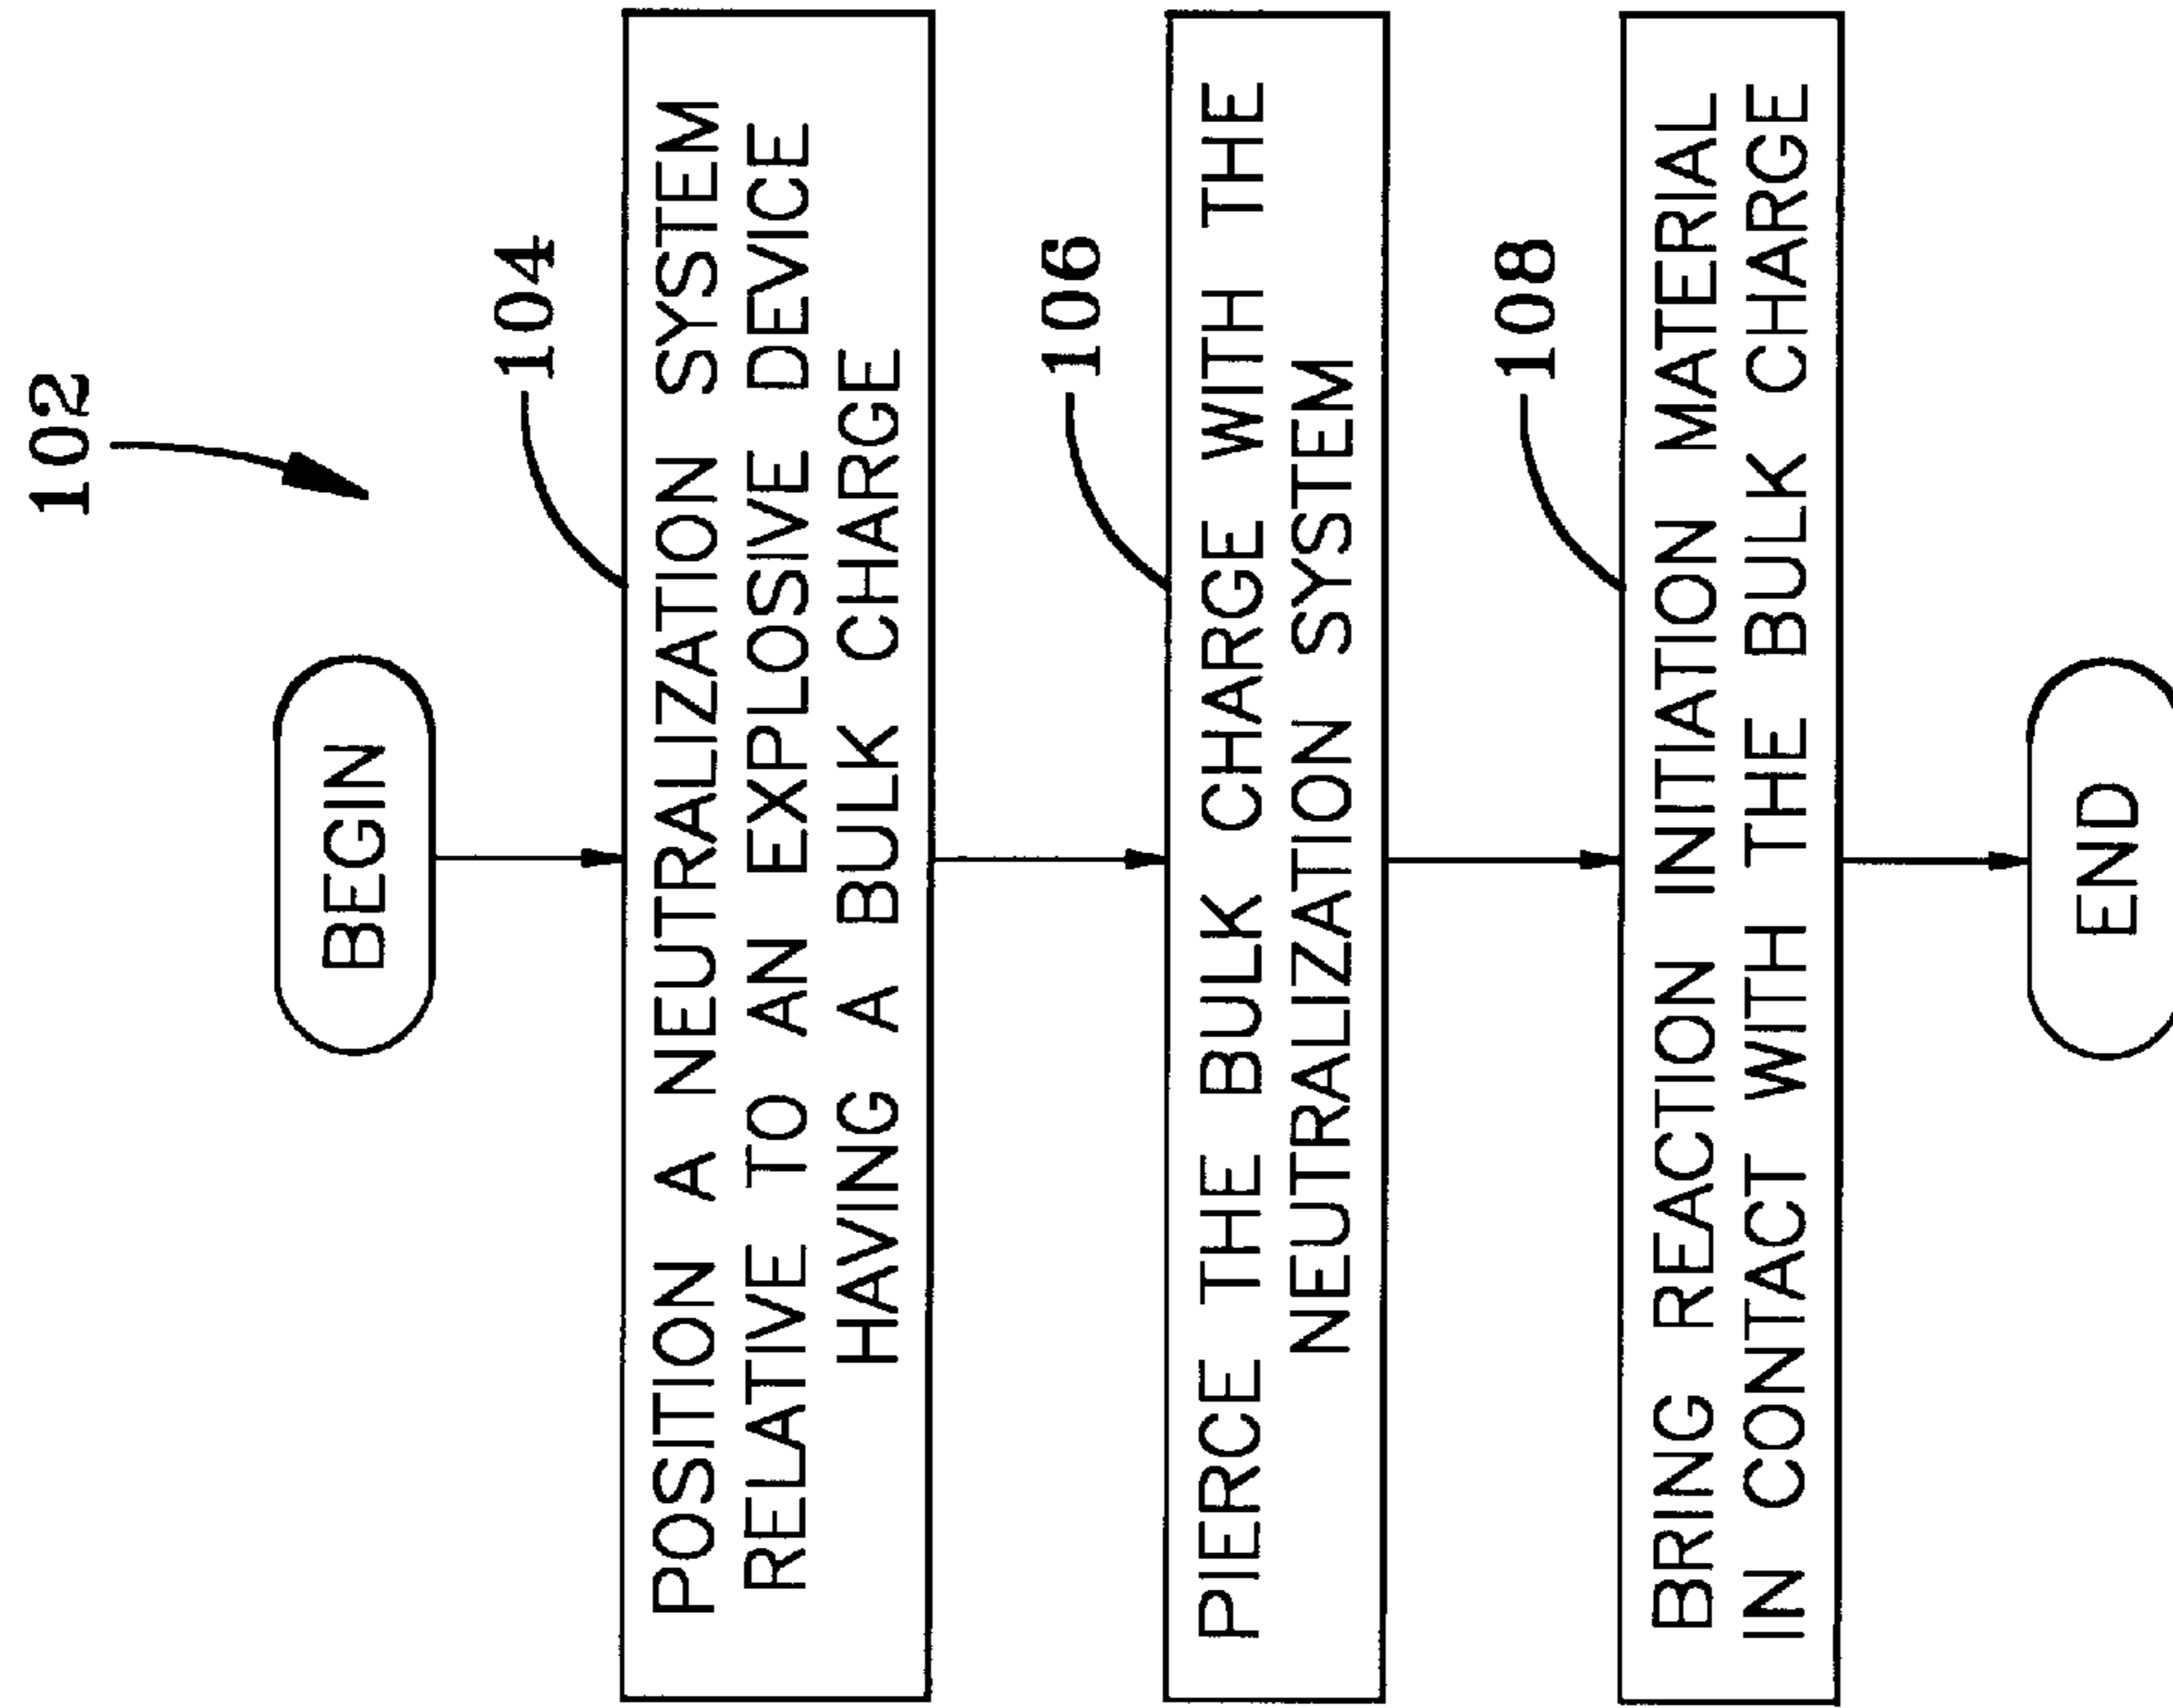 102
BEGIN
104
POSITION A NEUTRALIZATION SYSTEM
RELATIVE TO AN EXPLOSIVE DEVICE
HAVING A BULK CHARGE
106
PIERCE THE BULK CHARGE WITH THE
NEUTRALIZATION SYSTEM
108
BRING REACTION INITIATION MATERIAL
IN CONTACT WITH THE BULK CHARGE
END